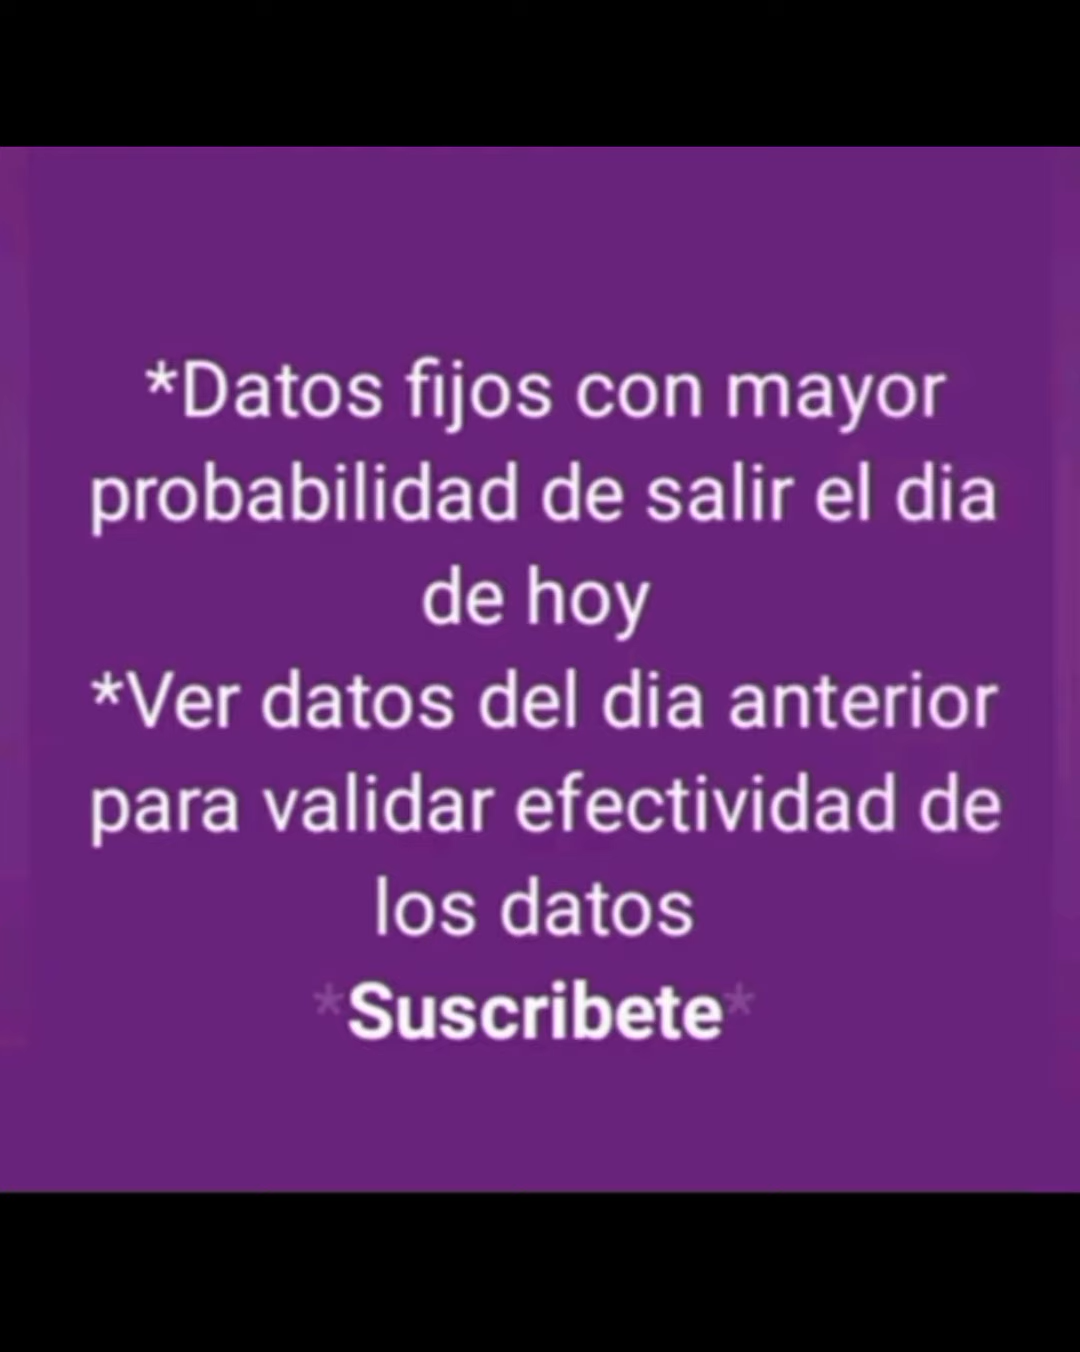 *Datos fijos con mayor
probabilidad de salir el dia
de hoy
*Ver datos del dia anterior
para validar efectividad de
los datos
*Suscribete*